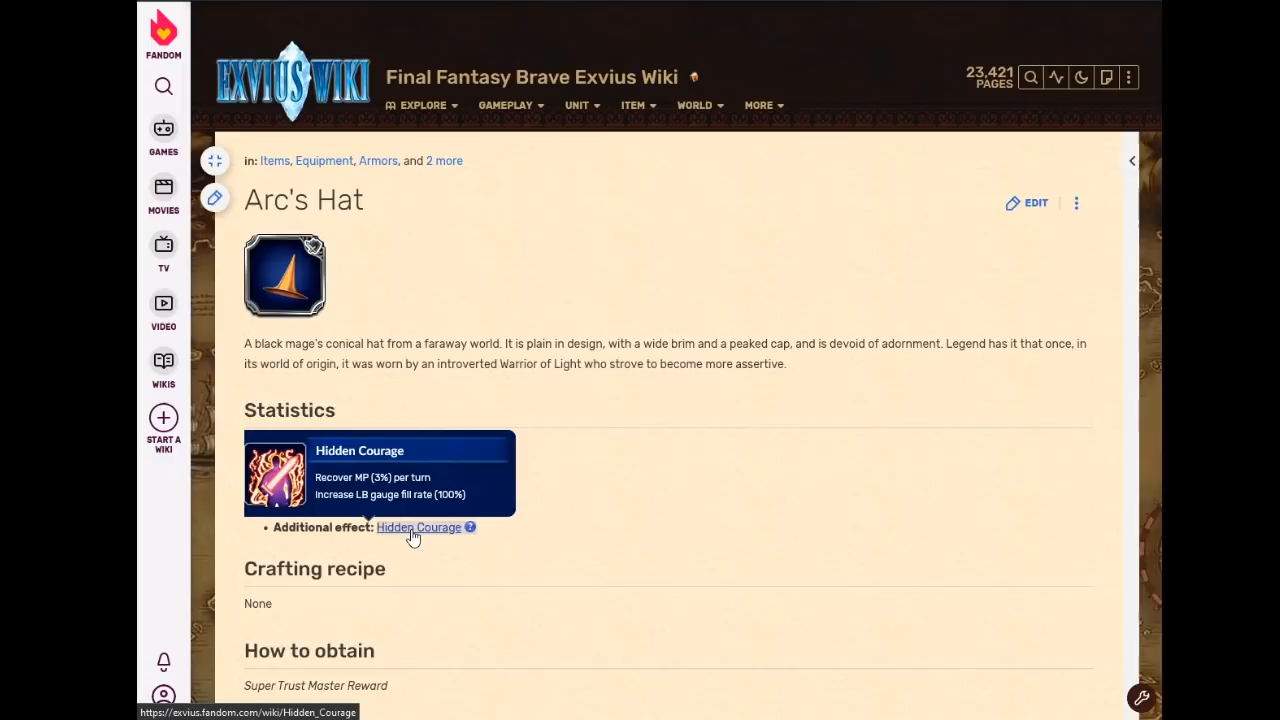 FANDOM
GAMES
MOVIES
TV
VIDEO
WIKIS
START A
WIKI
EXVIUS WIKI
Final Fantasy Brave Exvius Wiki
23,421
PAGES
EXPLORE
GAMEPLAY
UNIT
ITEM
WORLD
MORE
in: Items, Equipment, Armors, and 2 more
Arc's Hat
EDIT
A black mage's conical hat from a faraway world. It is plain in design, with a wide brim and a peaked cap, and is devoid of adornment. Legend has it that once, in
its world of origin, it was worn by an introverted Warrior of Light who strove to become more assertive.
Statistics
Hidden Courage
Recover MP (3%) per turn
Increase LB gauge fill rate (100%)
• Additional effect: Hidden Courage ?
Crafting recipe
None
How to obtain
Super Trust Master Reward
https://exvius.fandom.com/wiki/Hidden_Courage